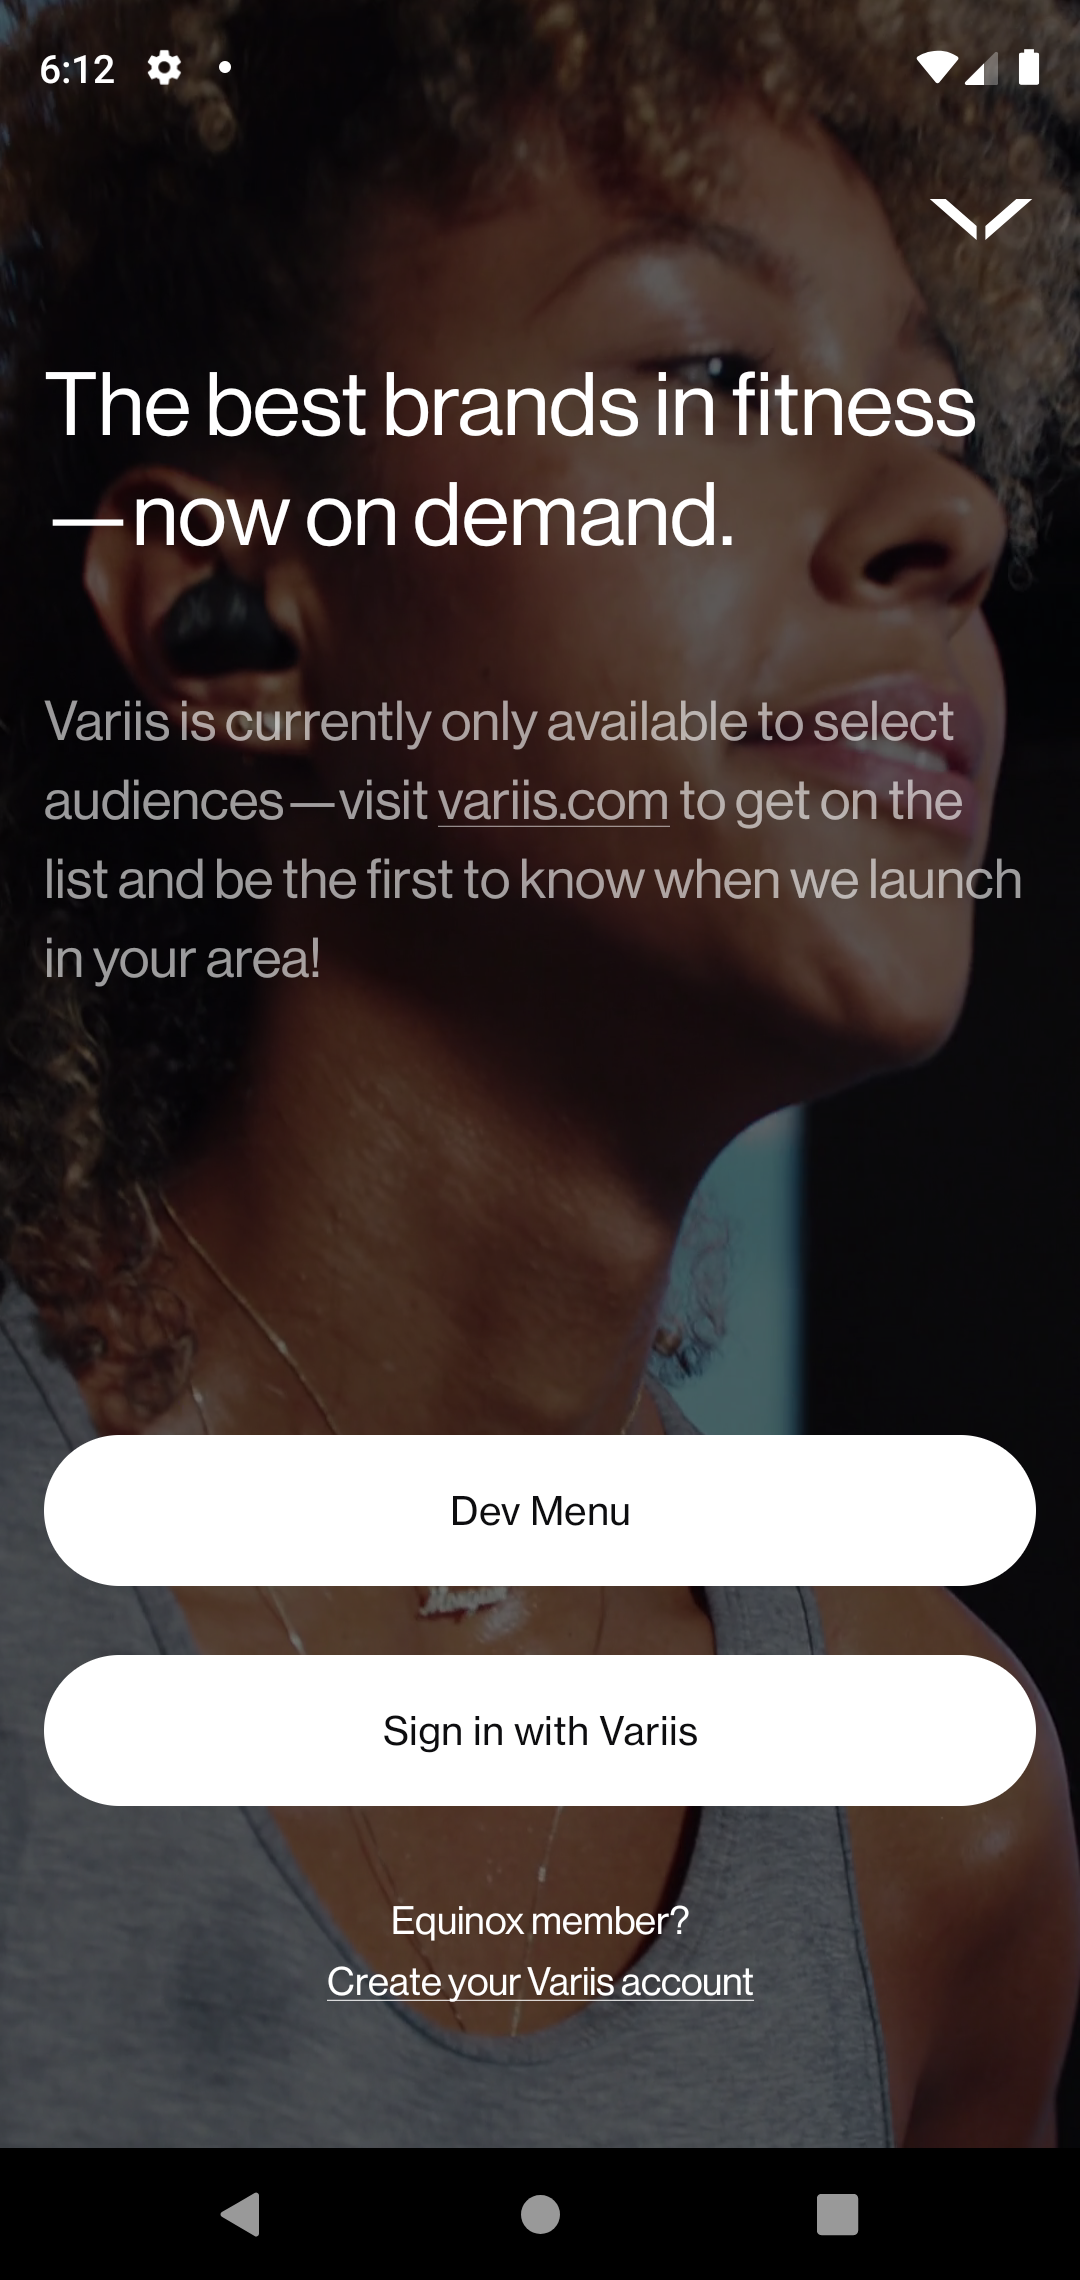 6:12
The best brands in fitness
—now on demand.
Variis is currently only available to select
audiences—visit variis.com to get on the
list and be the first to know when we launch
in your area!
Dev Menu
Sign in with Variis
Equinox member?
Create your Variis account